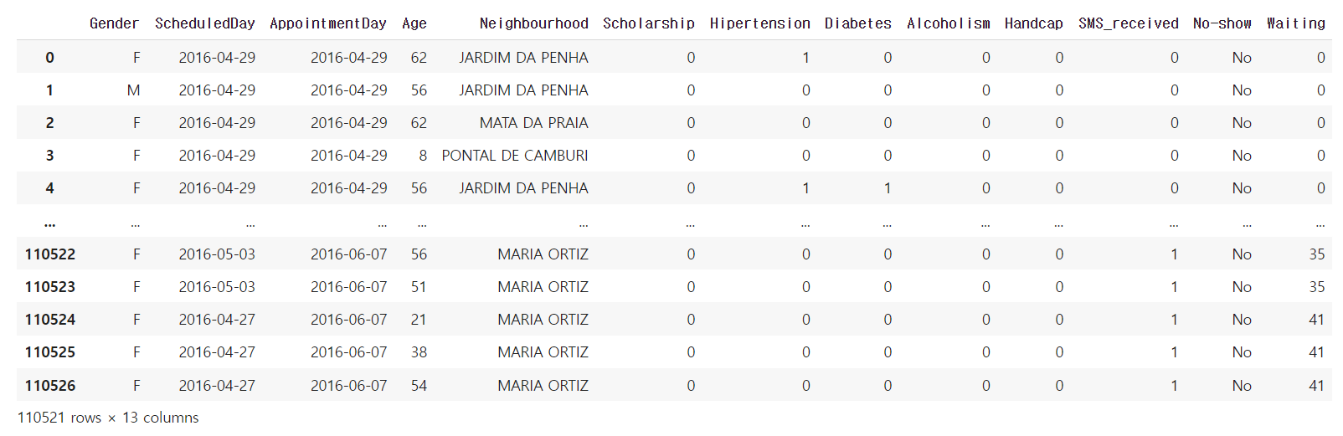 Gender ScheduledDay AppointmentDay Age Neighbourhood Scholarship Hipertension Diabetes Alcoholism Handcap SMS_received No-show Waiting
0 F 2016-04-29 2016-04-29 62 JARDIM DA PENHA 0 1 0 0 0 0 No 0
1 M 2016-04-29 2016-04-29 56 JARDIM DA PENHA 0 0 0 0 0 0 No 0
2 F 2016-04-29 2016-04-29 62 MATA DA PRAIA 0 0 0 0 0 0 No 0
3 F 2016-04-29 2016-04-29 8 PONTAL DE CAMBURI 0 0 0 0 0 0 No 0
4 F 2016-04-29 2016-04-29 56 JARDIM DA PENHA 0 1 1 0 0 0 No 0
... ... ... ... ... ... ... ... ... ... ... ... ... ...
110522 F 2016-05-03 2016-06-07 56 MARIA ORTIZ 0 0 0 0 0 1 No 35
110523 F 2016-05-03 2016-06-07 51 MARIA ORTIZ 0 0 0 0 0 1 No 35
110524 F 2016-04-27 2016-06-07 21 MARIA ORTIZ 0 0 0 0 0 1 No 41
110525 F 2016-04-27 2016-06-07 38 MARIA ORTIZ 0 0 0 0 0 1 No 41
110526 F 2016-04-27 2016-06-07 54 MARIA ORTIZ 0 0 0 0 0 1 No 41
110521 rows × 13 columns